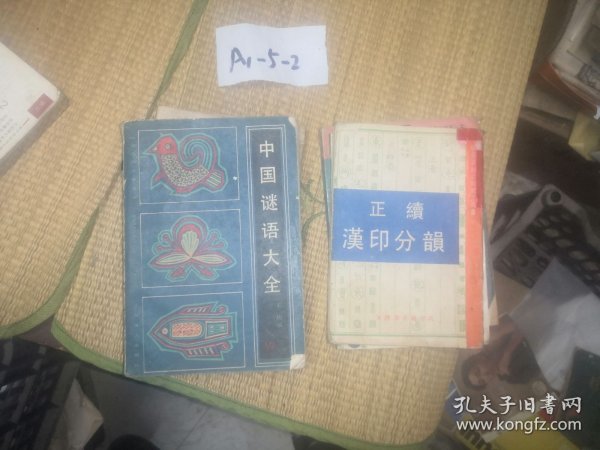 A1-5-2
中国谜语大全
正續
漢印分韻
孔夫子旧书网
www.kongfz.com